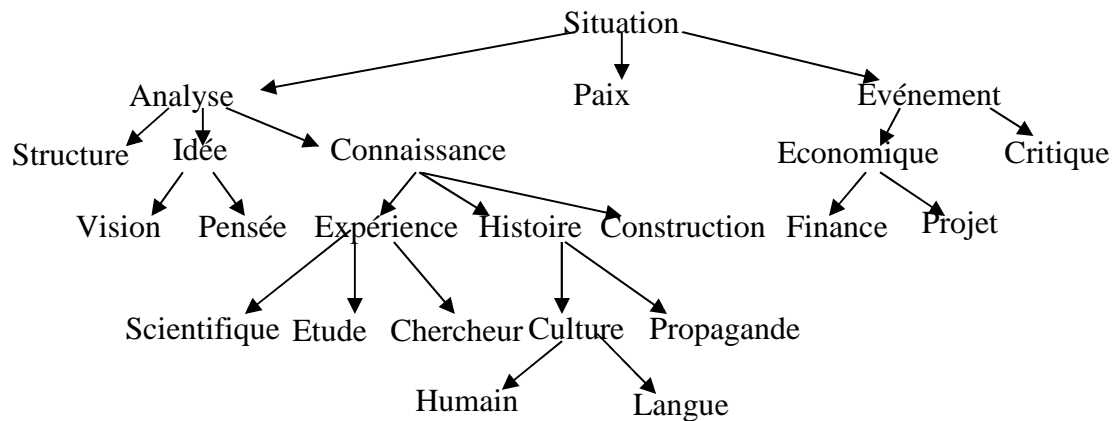 Situation
Analyse Paix Evénement
Structure Idée Connaissance Economique Critique
Vision Pensée Expérience Histoire Construction Finance Projet
Scientifique Etude Chercheur Culture Propagande
Humain Langue